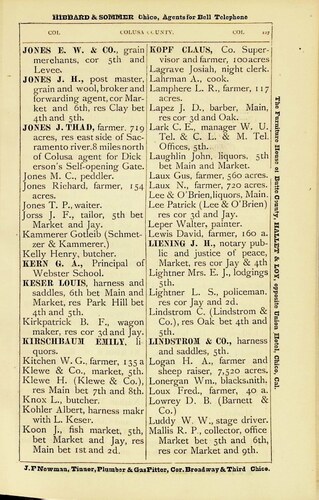 HIBBARD & SOMMER Chico, Agents for Bell Telephone
COL. COLUSA COUNTY. COL. 127
JONES E. W. & CO., grain
merchants, cor 5th and
Levee.
JONES J. H., post master,
grain and wool, broker and
forwarding agent, cor Mar-
ket and 6th, res Clay bet
4th and 5th.
JONES J. THAD, farmer. 719
acres, res east side of Sac-
ramento river. 8 miles north
of Colusa agent for Dick
erson's Self-opening Gate.
Jones M. C., peddler.
Jones Richard, farmer, 154
acres.
Jones T. P., waiter.
Jorss J. F., tailor, 5th bet
Market and Jay.
Kammerer Gotleib (Schmet-
zer & Kammerer.)
Kelly Henry, butcher.
KERN G. A., Principal of
Webster School.
KESER LOUIS, harness and
saddles, 6th bet Main and
Market, res Park Hill bet
4th and 5th.
Kirkpatrick B. F., wagon
maker, res cor 3d and Jay.
KIRSCHBAUM EMILY, li-
quors.
Kitchen W. G., farmer, 135 a
Klewe & Co., market, 5th.
Klewe H. (Klewe & Co.),
res Main bet 7th and 8th.
Knox L., butcher.
Kohler Albert, harness makr
with L. Keser.
Koon J., fish market, 5th,
bet Market and Jay, res
Main bet 1st and 2d.
KOPF CLAUS, Co. Super-
visor and farmer, 100acres
Lagrave Josiah, night clerk.
Lahrman A., cook.
Lamphere L. R., farmer, 117
acres.
Lapez J. D., barber, Main,
res cor 3d and Oak.
Lark C. E., manager W. U.
Tel. & C. L. & M. Tel.
Offices, 5th.
Laughlin John, liquors. 5th
bet Main and Market.
Laux Gus, farmer, 560 acres.
Laux N., farmer, 720 acres.
Lee & O'Brien, liquors, Main.
Lee Patrick (Lee & O'Brien)
res cor 3d and Jay.
Leper Walter, painter.
Lewis David, farmer, 160 a.
LIENING J. H., notary pub-
lic and justice of peace,
Market, res cor Jay & 4th
Lightner Mrs. E. J., lodgings
5th.
Lightner L. S., policeman.
res cor Jay and 2d.
Lindstrom C. (Lindstrom &
Co.), res Oak bet 4th and
5th.
LINDSTROM & CO., harness
and saddles, 5th.
Logan H. A., farmer and
sheep raiser, 7,520 acres.
Lonergan Wm., blacksmith.
Loux Fred., farmer, 40 a.
Lowrey D. B. (Barnett &
Co.)
Luddy W. W., stage driver.
Mallis R. P., collector, office
Market bet 5th and 6th,
res cor Market and 9th.
The Furniture House of Butte County, HALLET & LOY, opposite Union Hotel, Chico, Cal.
J. F Newman, Tinner, Plumber & Gas Fitter, Cor. Broadway & Third Chico.